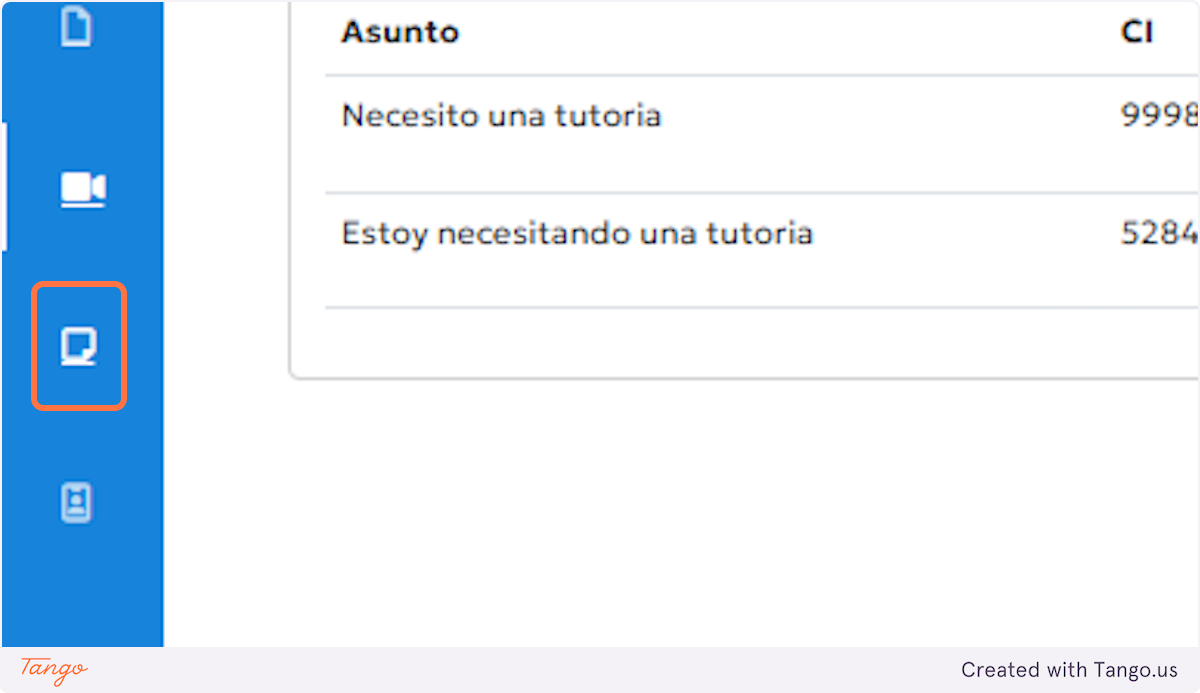 Asunto CI
Necesito una tutoria 9998
Estoy necesitando una tutoria 5284
Tango Created with Tango.us